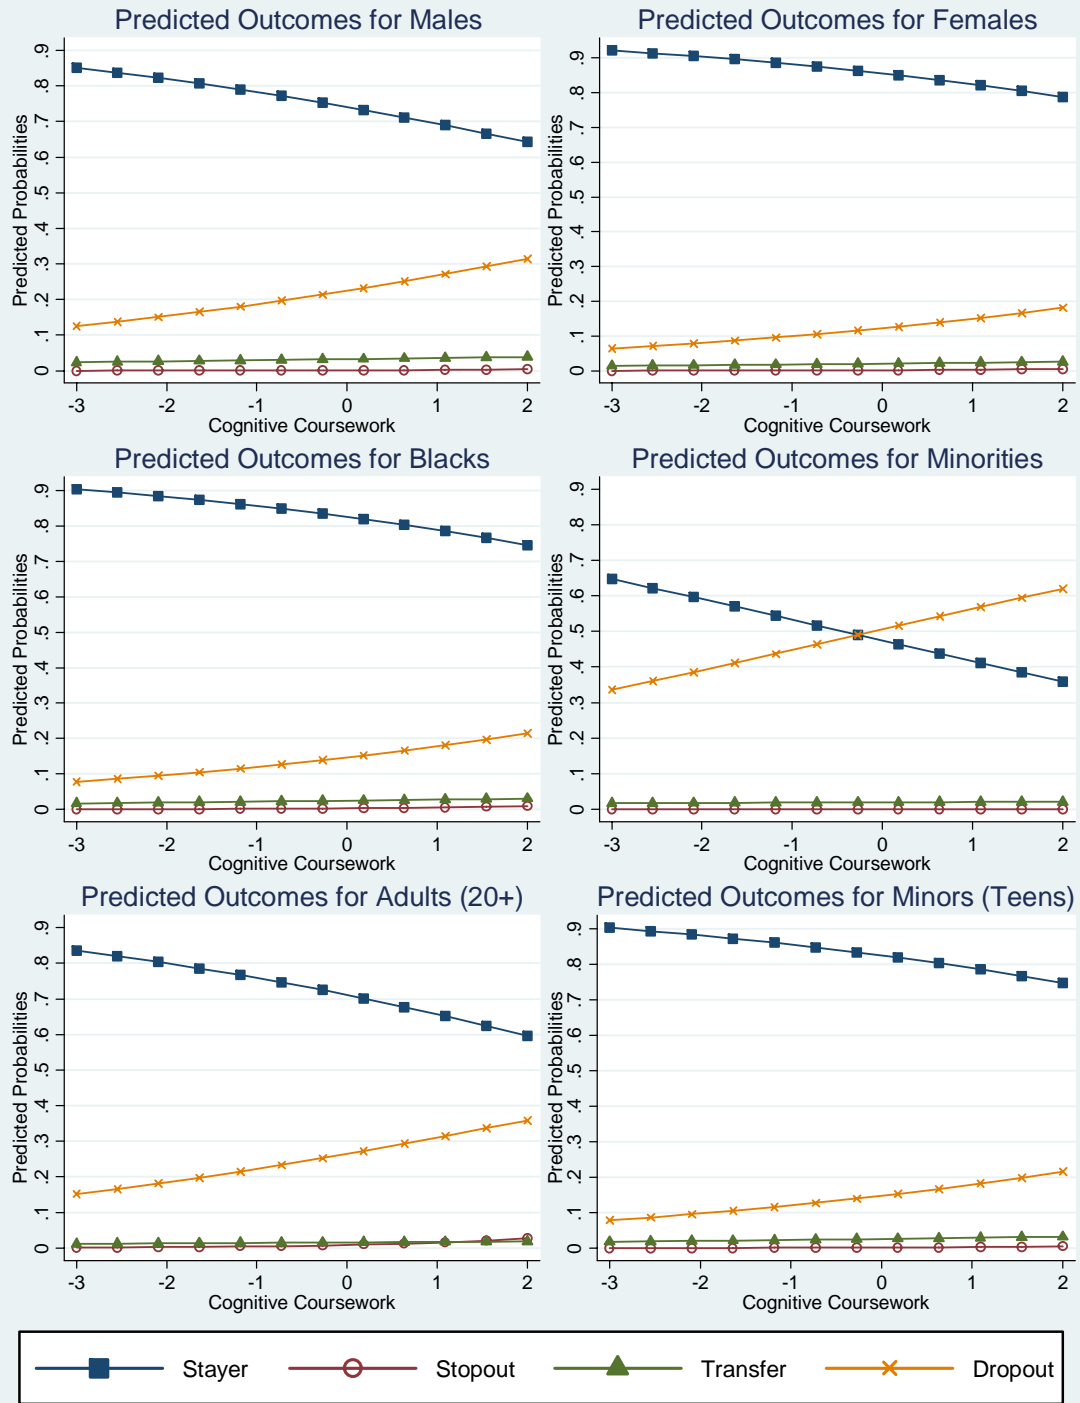 Predicted Outcomes for Males
Predicted Probabilities
.9
.8
.7
.6
.5
.4
.3
.2
.1
0
-3 -2 -1 0 1 2
Cognitive Coursework
Predicted Outcomes for Females
Predicted Probabilities
.9
.8
.7
.6
.5
.4
.3
.2
.1
0
-3 -2 -1 0 1 2
Cognitive Coursework
Predicted Outcomes for Blacks
Predicted Probabilities
.9
.8
.7
.6
.5
.4
.3
.2
.1
0
-3 -2 -1 0 1 2
Cognitive Coursework
Predicted Outcomes for Minorities
Predicted Probabilities
.9
.8
.7
.6
.5
.4
.3
.2
.1
0
-3 -2 -1 0 1 2
Cognitive Coursework
Predicted Outcomes for Adults (20+)
Predicted Probabilities
.9
.8
.7
.6
.5
.4
.3
.2
.1
0
-3 -2 -1 0 1 2
Cognitive Coursework
Predicted Outcomes for Minors (Teens)
Predicted Probabilities
.9
.8
.7
.6
.5
.4
.3
.2
.1
0
-3 -2 -1 0 1 2
Cognitive Coursework
Stayer Stopout Transfer Dropout